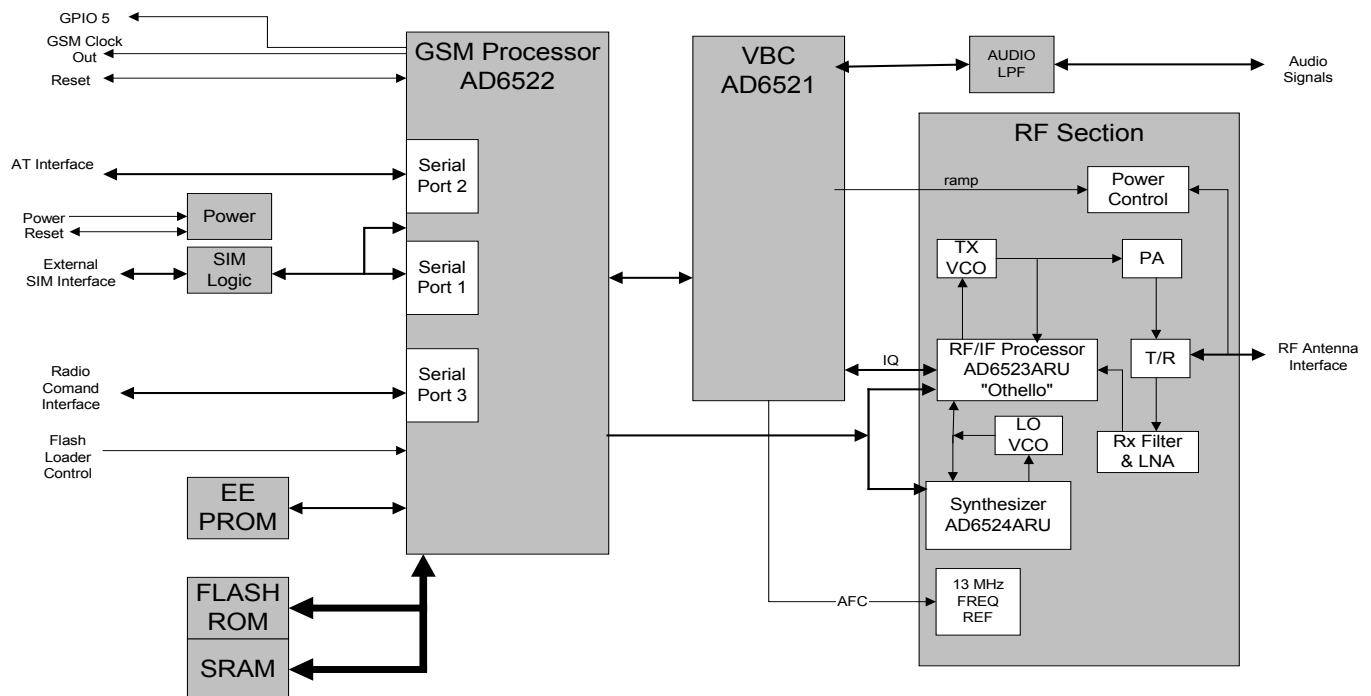 GPIO 5
GSM Clock
Out
Reset
AT Interface
Power
Reset
External
SIM Interface
Radio
Comand
Interface
Flash
Loader
Control
Power
SIM
Logic
EE
PROM
FLASH
ROM
SRAM
GSM Processor
AD6522
Serial
Port 2
Serial
Port 1
Serial
Port 3
VBC
AD6521
AUDIO
LPF
Audio
Signals
RF Section
ramp
Power
Control
TX
VCO
PA
IQ
RF/IF Processor
AD6523ARU
"Othello"
T/R
RF Antenna
Interface
LO
VCO
Rx Filter
& LNA
Synthesizer
AD6524ARU
AFC
13 MHz
FREQ
REF